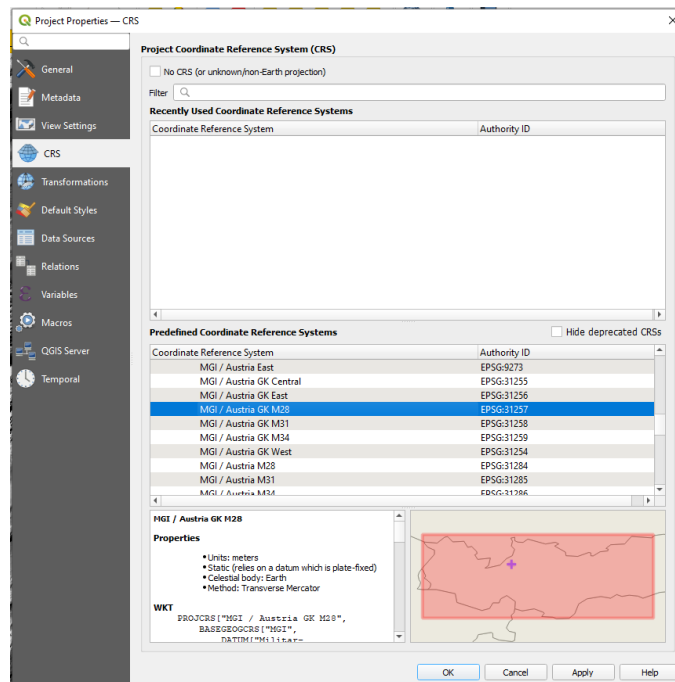 Project Properties — CRS
General
Metadata
View Settings
CRS
Transformations
Default Styles
Data Sources
Relations
Variables
Macros
QGIS Server
Temporal
Project Coordinate Reference System (CRS)
No CRS (or unknown/non-Earth projection)
Filter
Recently Used Coordinate Reference Systems
Coordinate Reference System Authority ID
Predefined Coordinate Reference Systems Hide deprecated CRSs
Coordinate Reference System Authority ID
MGI / Austria East EPSG:9273
MGI / Austria GK Central EPSG:31255
MGI / Austria GK East EPSG:31256
MGI / Austria GK M28 EPSG:31257
MGI / Austria GK M31 EPSG:31258
MGI / Austria GK M34 EPSG:31259
MGI / Austria GK West EPSG:31254
MGI / Austria M28 EPSG:31284
MGI / Austria M31 EPSG:31285
MGI / Austria M34 EPSG:31286
MGI / Austria GK M28
Properties
• Units: meters
• Static (relies on a datum which is plate-fixed)
• Celestial body: Earth
• Method: Transverse Mercator
WKT
PROJCRS["MGI / Austria GK M28",
BASEGEOGCRS["MGI",
DATUM["Militar-
OK Cancel Apply Help